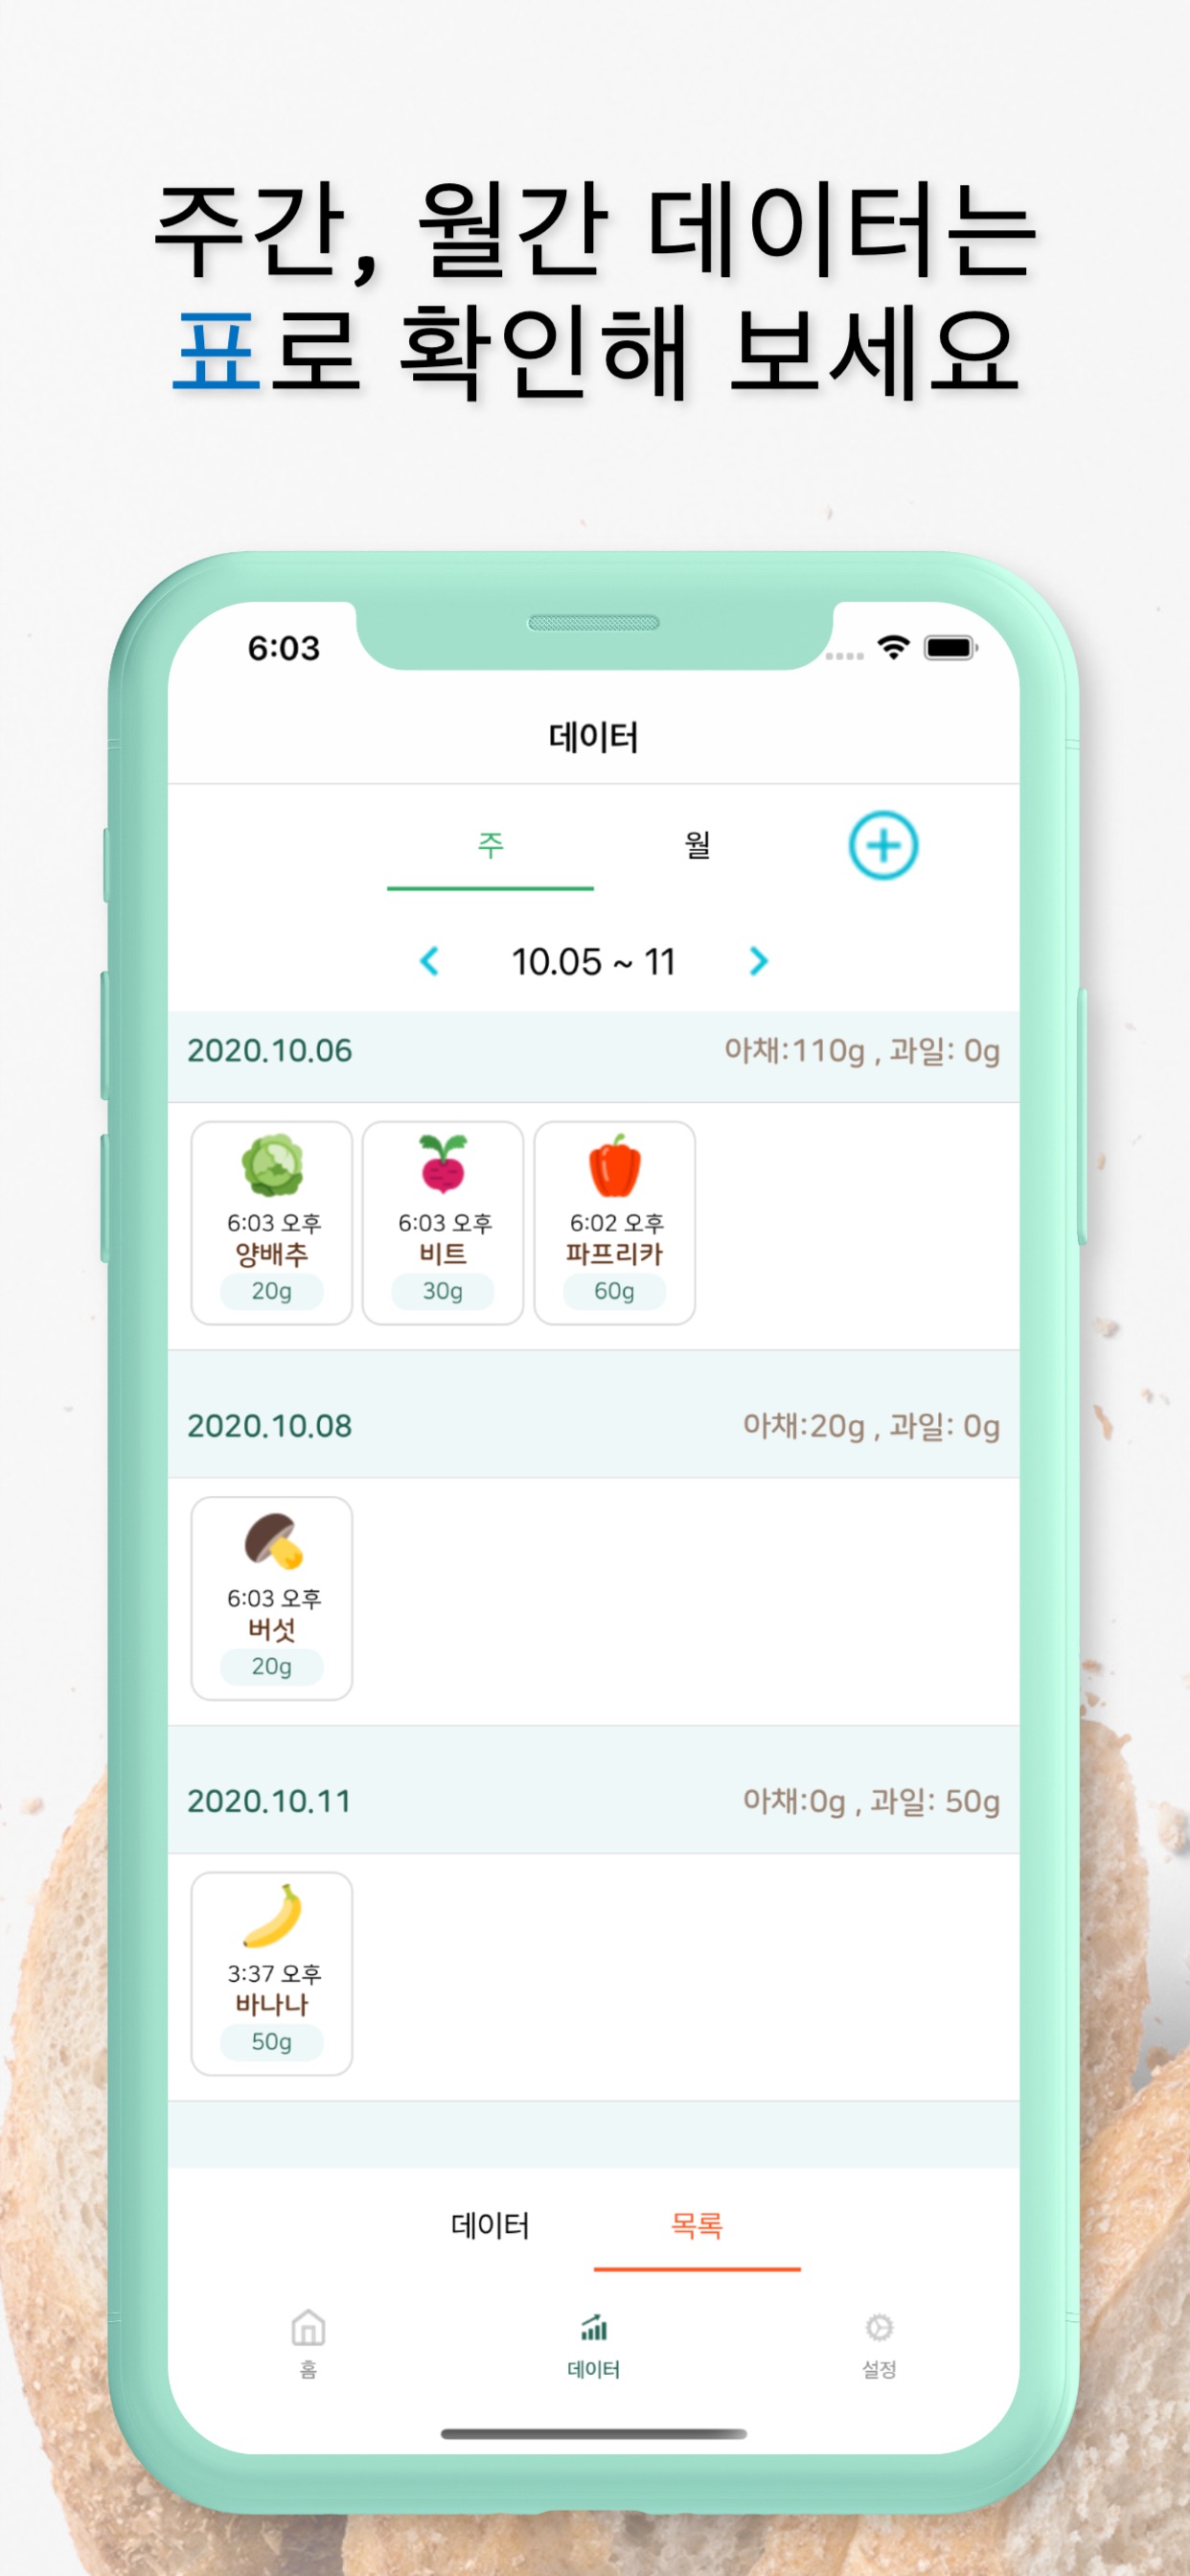 주간, 월간 데이터는
표로 확인해 보세요
6:03
데이터
주 월
10.05 ~ 11
2020.10.06 아채:110g , 과일: 0g
6:03 오후 6:03 오후 6:02 오후
양배추 비트 파프리카
20g 30g 60g
2020.10.08 아채:20g , 과일: 0g
6:03 오후
버섯
20g
2020.10.11 아채:0g , 과일: 50g
3:37 오후
바나나
50g
데이터 목록
홈 데이터 설정